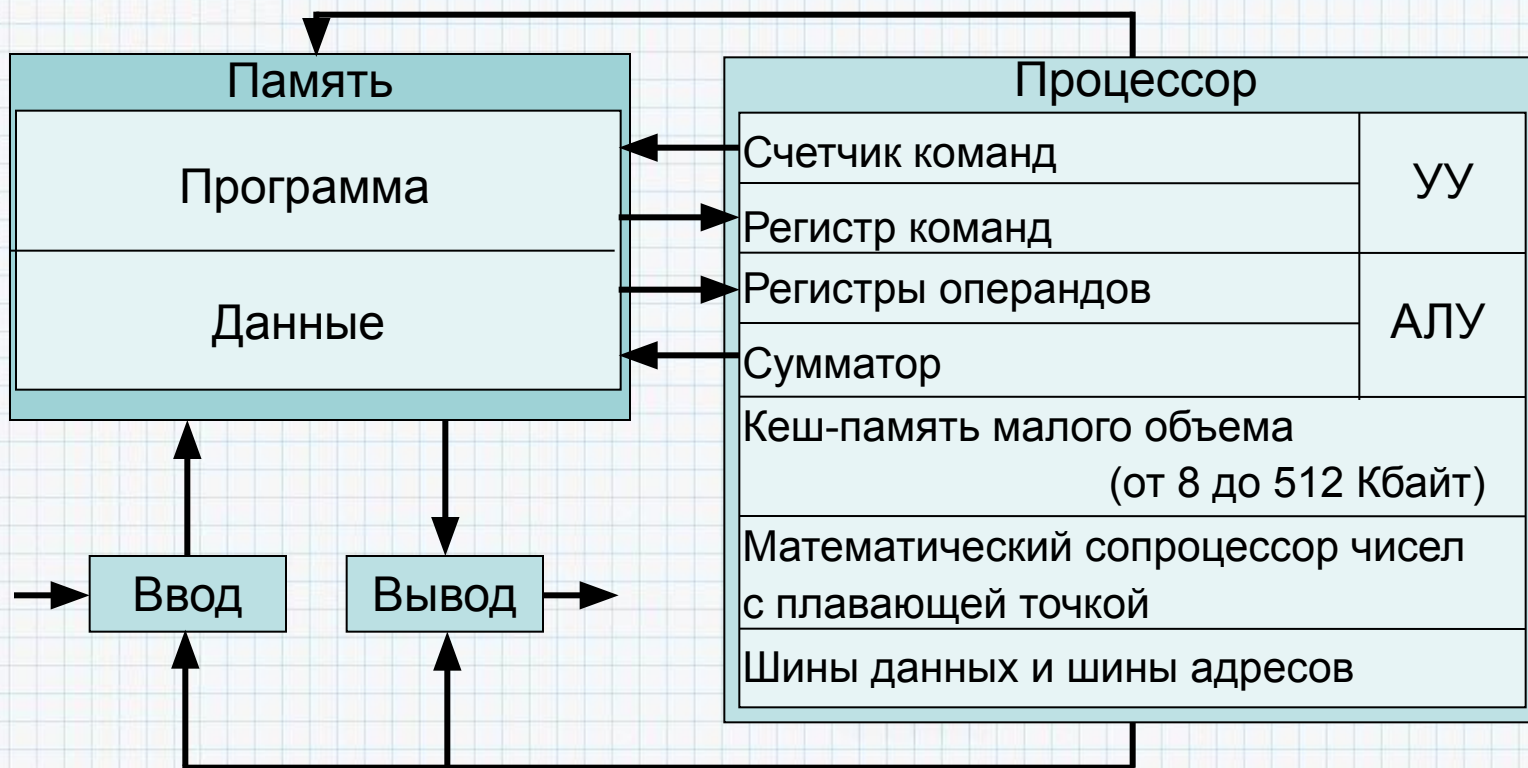 Память
Программа
Данные
Ввод
Вывод
Процессор
Счетчик команд
Регистр команд
УУ
Регистры операндов
Сумматор
АЛУ
Кеш-память малого объема
(от 8 до 512 Кбайт)
Математический сопроцессор чисел
с плавающей точкой
Шины данных и шины адресов